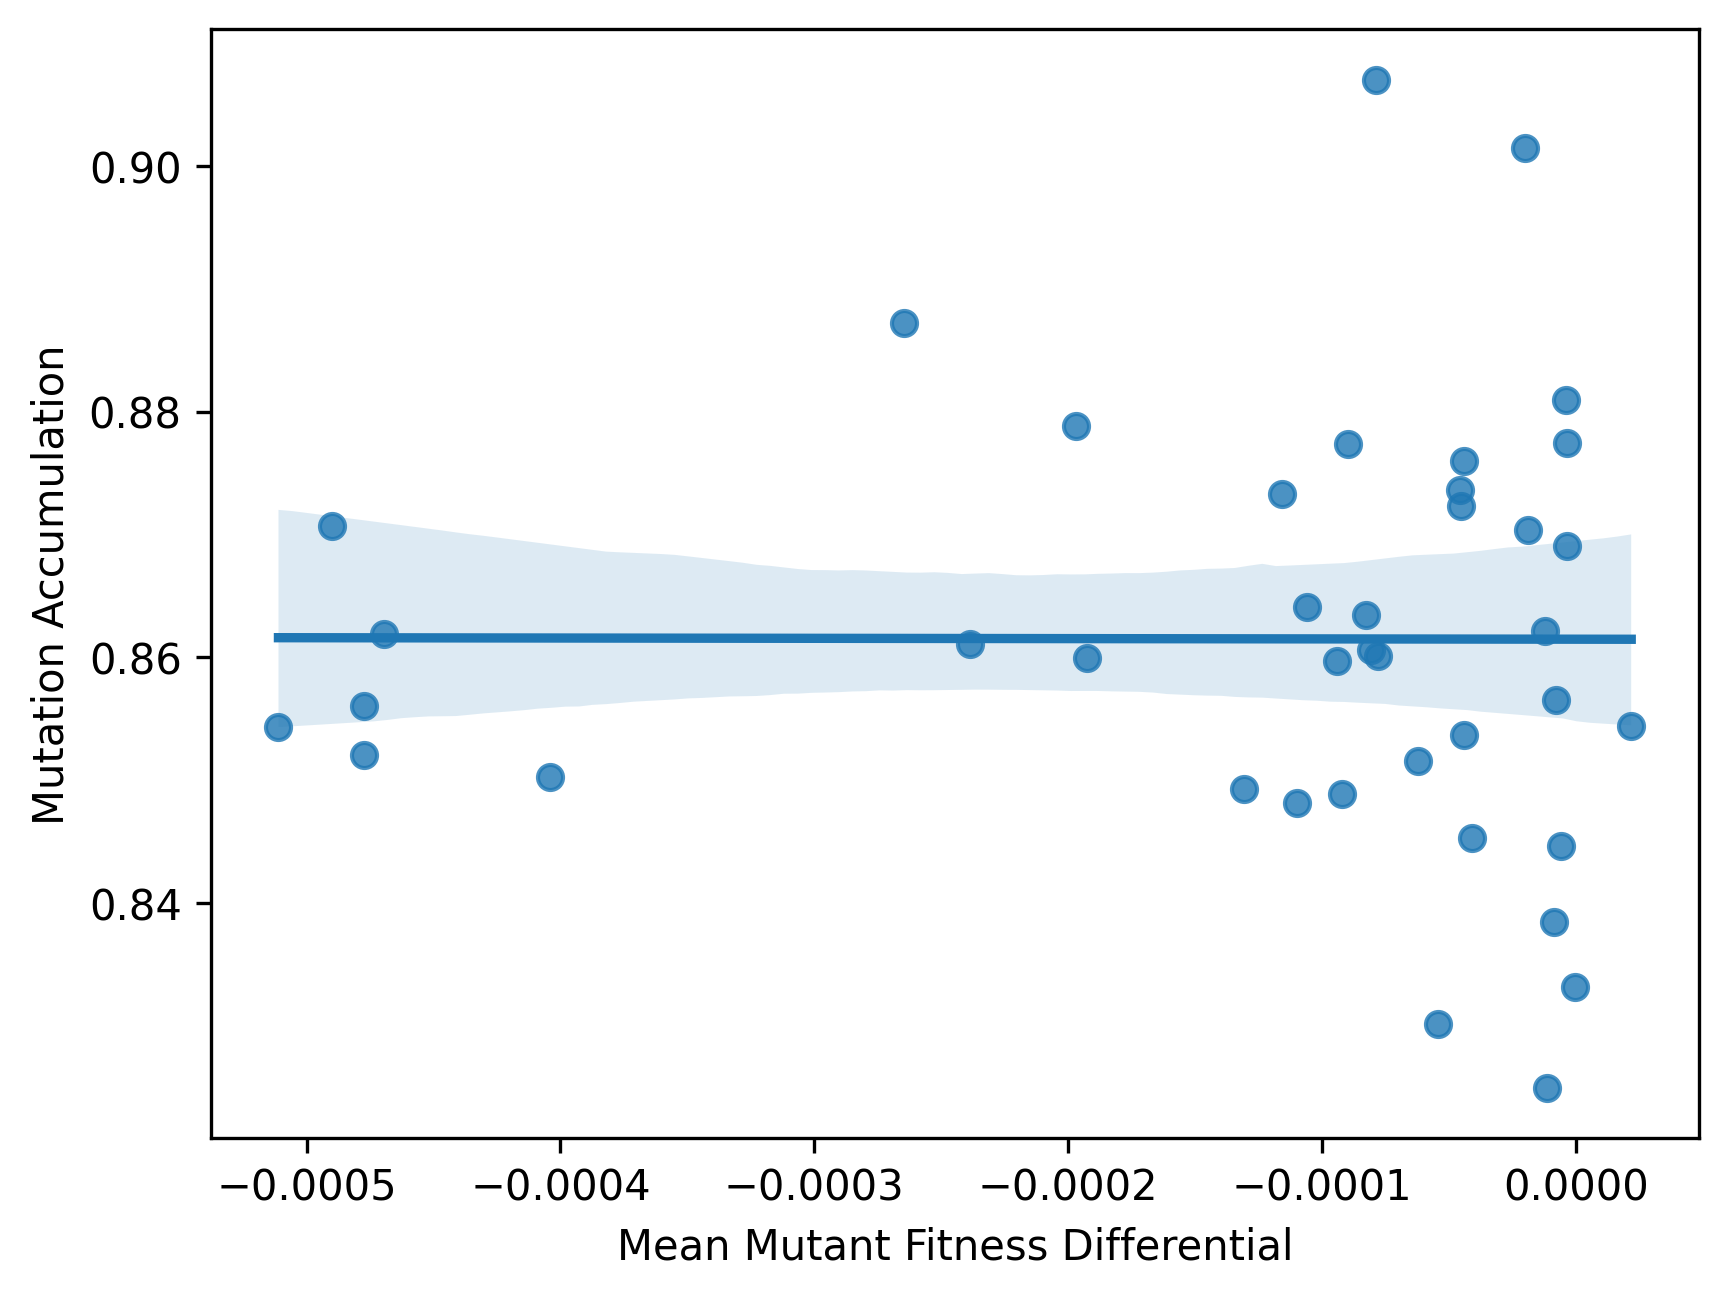 0.90
0.88
0.86
0.84
Mutation Accumulation
−0.0005 −0.0004 −0.0003 −0.0002 −0.0001 0.0000
Mean Mutant Fitness Differential